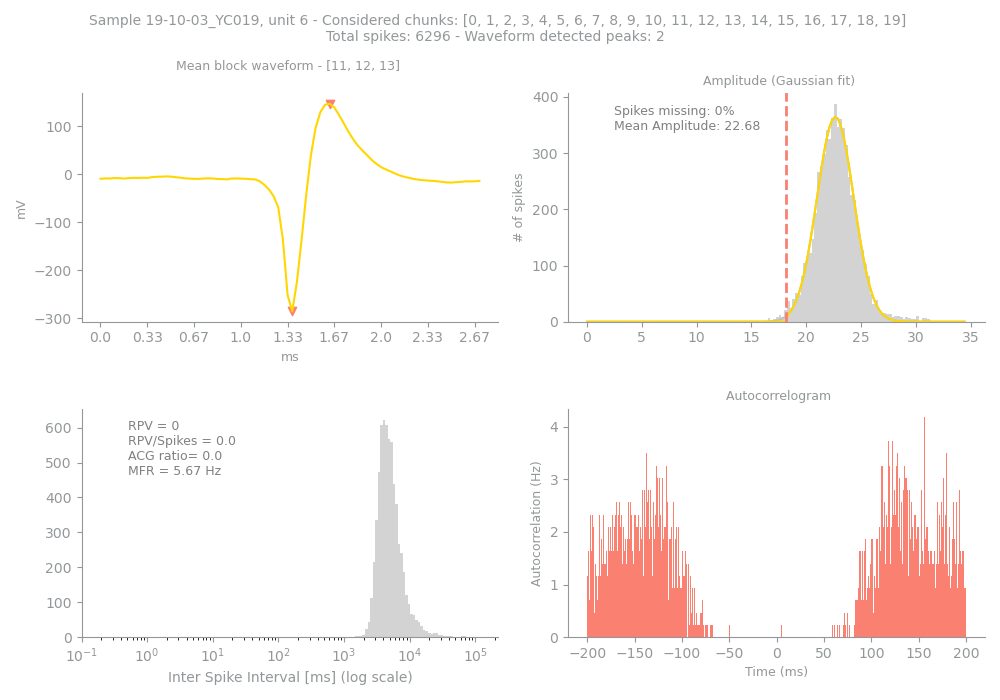 Sample 19-10-03_YC019, unit 6 - Considered chunks: [0, 1, 2, 3, 4, 5, 6, 7, 8, 9, 10, 11, 12, 13, 14, 15, 16, 17, 18, 19]
Total spikes: 6296 - Waveform detected peaks: 2
Mean block waveform - [11, 12, 13]
100
0
−100
−200
−300
mV
0.0 0.33 0.67 1.0 1.33 1.67 2.0 2.33 2.67
ms
Amplitude (Gaussian fit)
Spikes missing: 0%
Mean Amplitude: 22.68
400
300
200
100
0
# of spikes
0 5 10 15 20 25 30 35
RPV = 0
RPV/Spikes = 0.0
ACG ratio= 0.0
MFR = 5.67 Hz
600
500
400
300
200
100
0
10⁻¹ 10⁰ 10¹ 10² 10³ 10⁴ 10⁵
Inter Spike Interval [ms] (log scale)
Autocorrelogram
4
3
2
1
0
Autocorrelation (Hz)
−200 −150 −100 −50 0 50 100 150 200
Time (ms)